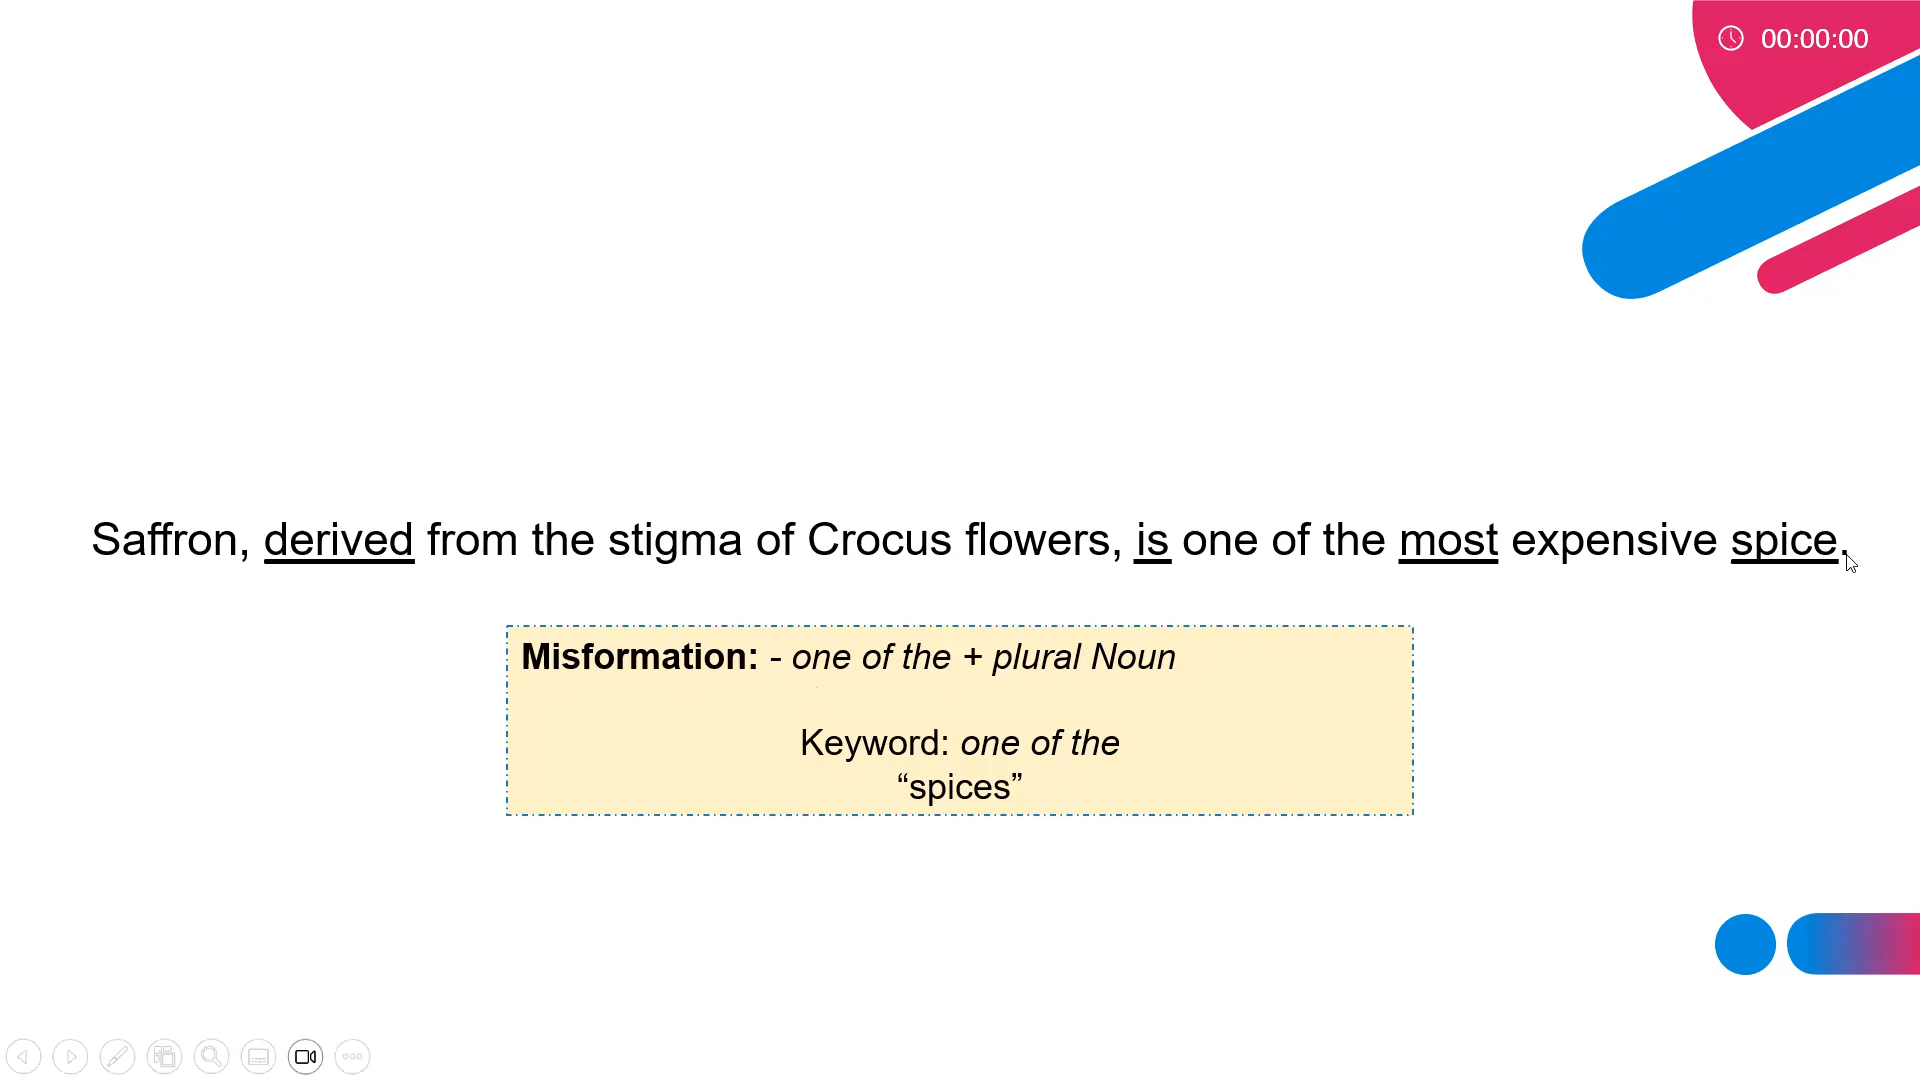 00:00:00
Saffron, derived from the stigma of Crocus flowers, is one of the most expensive spice.
Misformation: - one of the + plural Noun
Keyword: one of the
“spices”